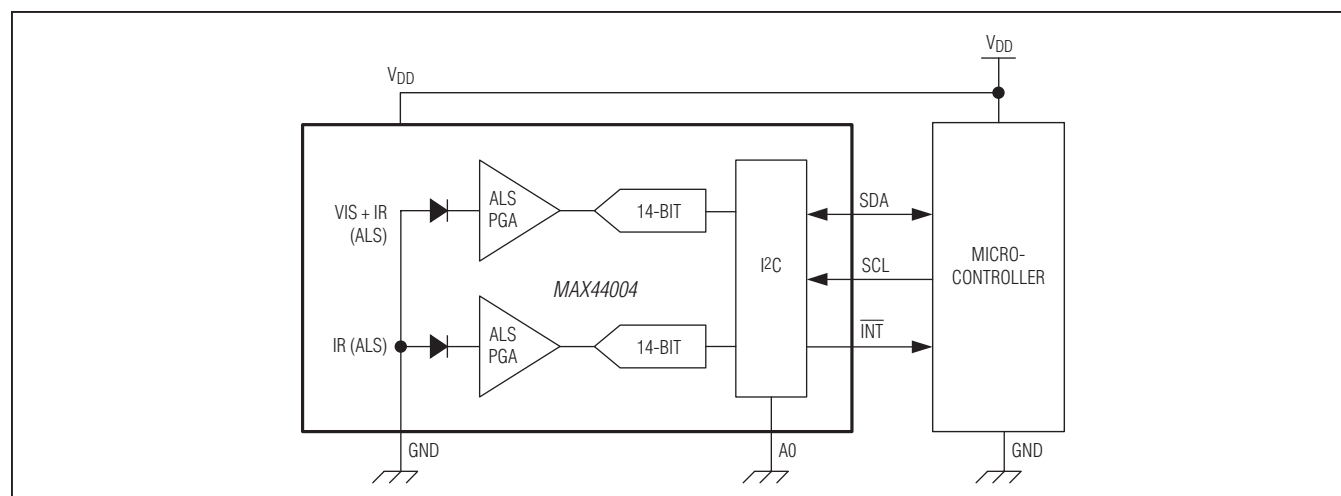 VDD
VDD
VIS + IR
(ALS)
ALS
PGA
14-BIT
I²C
SDA
SCL
INT
MICRO-
CONTROLLER
MAX44004
IR (ALS)
ALS
PGA
14-BIT
GND
A0
GND